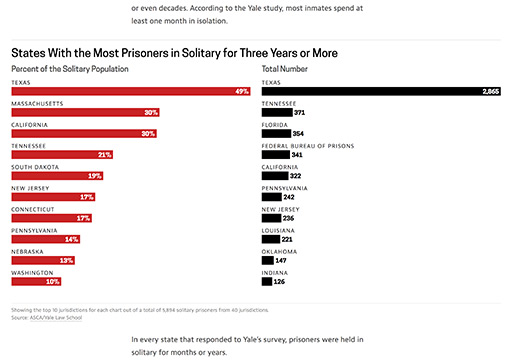 or even decades. According to the Yale study, most inmates spend at
least one month in isolation.
States With the Most Prisoners in Solitary for Three Years or More
Percent of the Solitary Population
TEXAS
49%
MASSACHUSETTS
30%
CALIFORNIA
30%
TENNESSEE
21%
SOUTH DAKOTA
19%
NEW JERSEY
17%
CONNECTICUT
17%
PENNSYLVANIA
14%
NEBRASKA
13%
WASHINGTON
10%
Total Number
TEXAS
2,865
TENNESSEE
371
FLORIDA
354
FEDERAL BUREAU OF PRISONS
341
CALIFORNIA
322
PENNSYLVANIA
242
NEW JERSEY
236
LOUISIANA
221
OKLAHOMA
147
INDIANA
126
Showing the top 10 jurisdictions for each chart out of a total of 5,894 solitary prisoners from 40 jurisdictions.
Source: ASCA/Yale Law School
In every state that responded to Yale's survey, prisoners were held in
solitary for months or years.